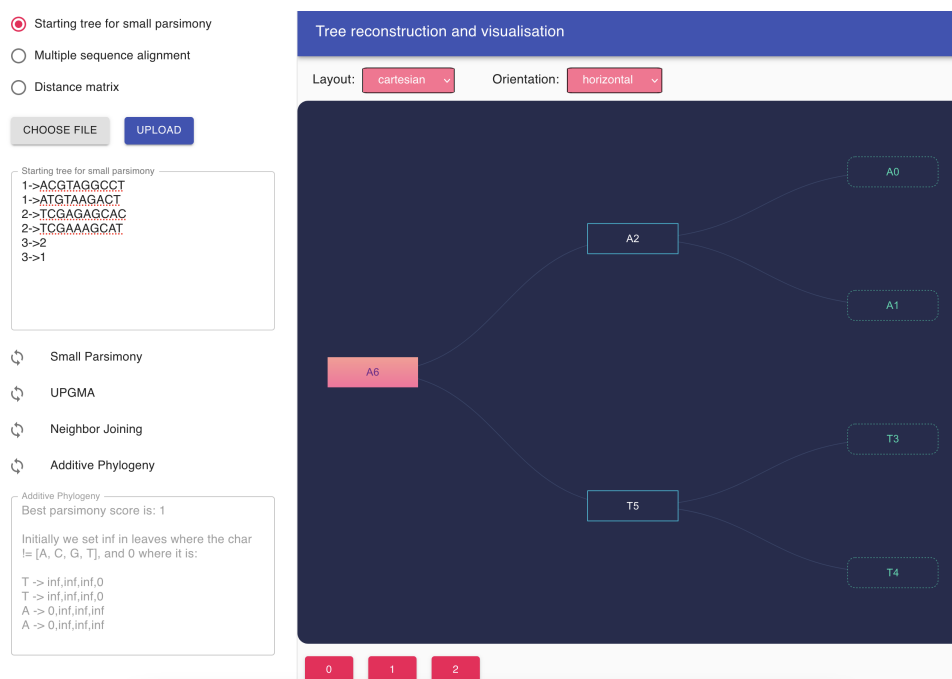 Starting tree for small parsimony
Multiple sequence alignment
Distance matrix
CHOOSE FILE
UPLOAD
Starting tree for small parsimony
1->ACGTAGGCCT
1->ATGTAAGACT
2->TCGAGAGCAC
2->TCGAAAGCAT
3->2
3->1
Small Parsimony
UPGMA
Neighbor Joining
Additive Phylogeny
Additive Phylogeny
Best parsimony score is: 1
Initially we set inf in leaves where the char
!= [A, C, G, T], and 0 where it is:
T -> inf,inf,inf,0
T -> inf,inf,inf,0
A -> 0,inf,inf,inf
A -> 0,inf,inf,inf
Tree reconstruction and visualisation
Layout: cartesian Orientation: horizontal
A0
A2
A1
A6
T3
T5
T4
0 1 2